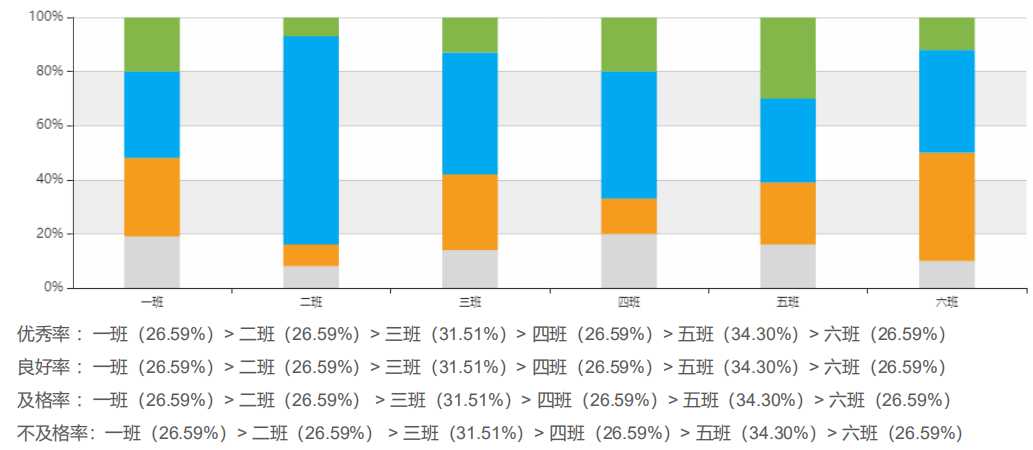 100%
80%
60%
40%
20%
0%
一班 二班 三班 四班 五班 六班
优秀率：一班（26.59%）> 二班（26.59%）> 三班（31.51%）> 四班（26.59%）> 五班（34.30%）> 六班（26.59%）
良好率：一班（26.59%）> 二班（26.59%）> 三班（31.51%）> 四班（26.59%）> 五班（34.30%）> 六班（26.59%）
及格率：一班（26.59%）> 二班（26.59%） > 三班（31.51%）> 四班（26.59%）> 五班（34.30%）> 六班（26.59%）
不及格率：一班（26.59%）> 二班（26.59%） > 三班（31.51%）> 四班（26.59%）> 五班（34.30%）> 六班（26.59%）